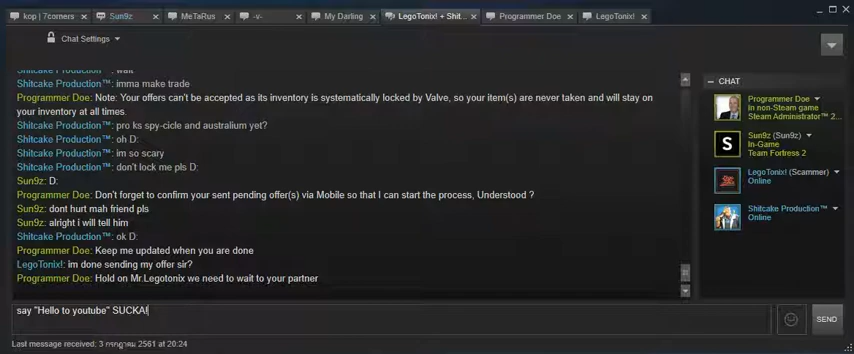 kop | 7corners
Sun9z
MeTaRus
-v-
My Darling
LegoTonix! + Shit...
Programmer Doe
LegoTonix!
Chat Settings
Shitcake Production™: wait
Shitcake Production™: imma make trade
Programmer Doe: Note: Your offers can't be accepted as its inventory is systematically locked by Valve, so your item(s) are never taken and will stay on
your inventory at all times.
Shitcake Production™: pro ks spy-cicle and australium yet?
Shitcake Production™: oh D:
Shitcake Production™: im so scary
Shitcake Production™: don't lock me pls D:
Sun9z: D:
Programmer Doe: Don't forget to confirm your sent pending offer(s) via Mobile so that I can start the process, Understood ?
Sun9z: dont hurt mah friend pls
Sun9z: alright i will tell him
Shitcake Production™: ok D:
Programmer Doe: Keep me updated when you are done
LegoTonix!: im done sending my offer sir?
Programmer Doe: Hold on Mr.Legotonix we need to wait to your partner
CHAT
Programmer Doe
In non-Steam game
Steam Administrator™ 2...
S
Sun9z (Sun9z)
In-Game
Team Fortress 2
LegoTonix! (Scammer)
Online
Shitcake Production™
Online
say "Hello to youtube" SUCKA!
SEND
Last message received: 3 กรกฎาคม 2561 at 20:24